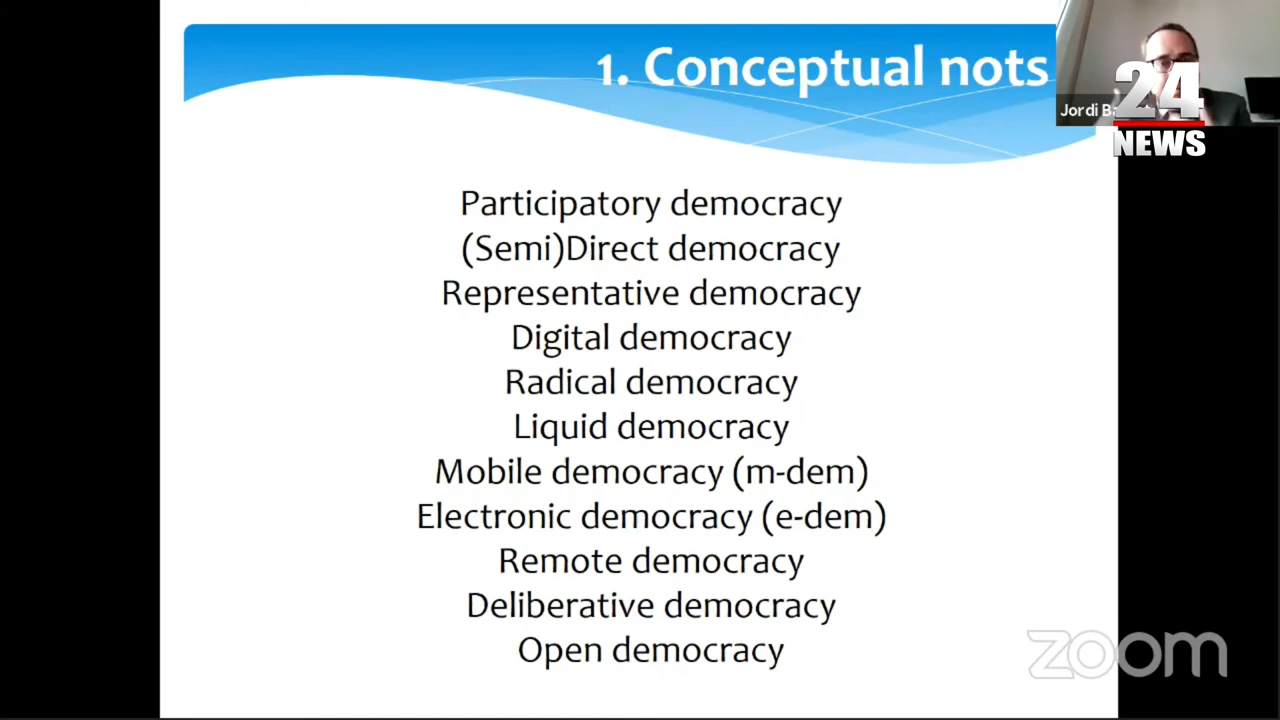 1. Conceptual nots
Jordi
24
NEWS
Participatory democracy
(Semi)Direct democracy
Representative democracy
Digital democracy
Radical democracy
Liquid democracy
Mobile democracy (m-dem)
Electronic democracy (e-dem)
Remote democracy
Deliberative democracy
Open democracy
zoom